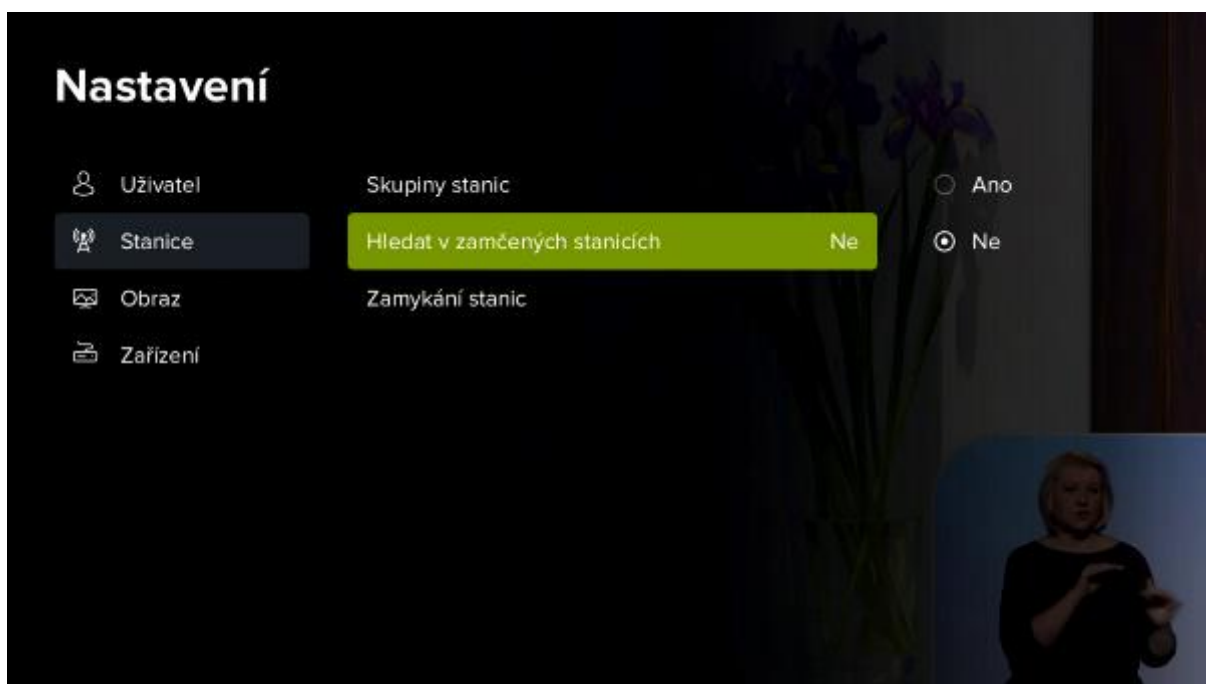 Nastavení
Uživatel
Skupiny stanic
Ano
Stanice
Hledat v zamčených stanicích
Ne
Ne
Obraz
Zamykání stanic
Zařízení